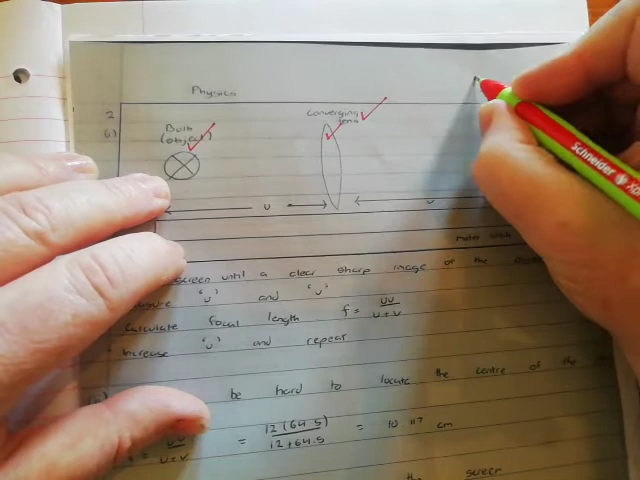 Physics
2
Bulb
(object)
converging
lens
u
v
meter stick
screen until a clear sharp image of the
'u' and 'v'
Calculate focal length f = uv
u+v
Increase 'u' and repeat
be hard to locate the centre of the
uv = 12(64.5) = 10.117 cm
u+v 12+64.5
the screen
Schneider